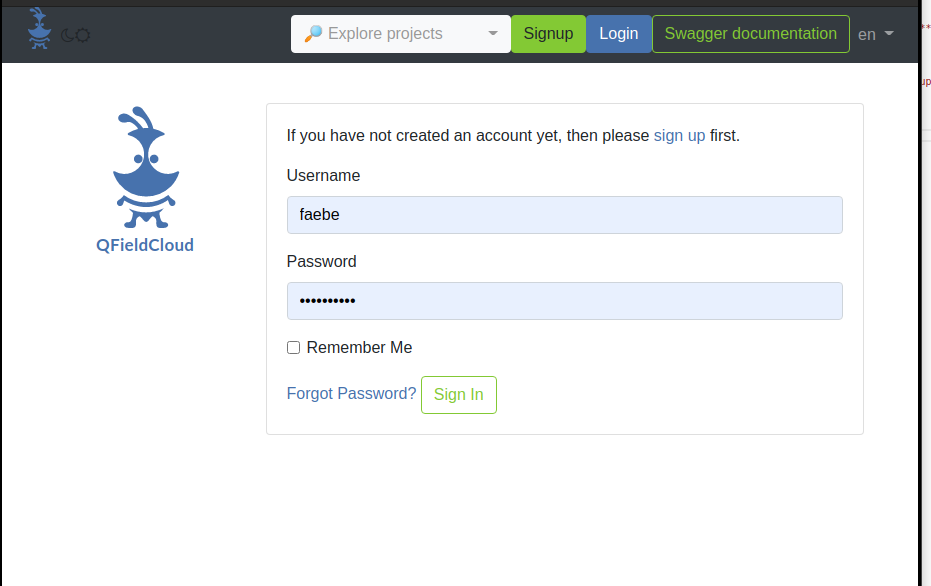 Explore projects
Signup
Login
Swagger documentation
en
**
If you have not created an account yet, then please sign up first.
Username
faebe
up
QFieldCloud
Password
••••••••••
Remember Me
Forgot Password?
Sign In